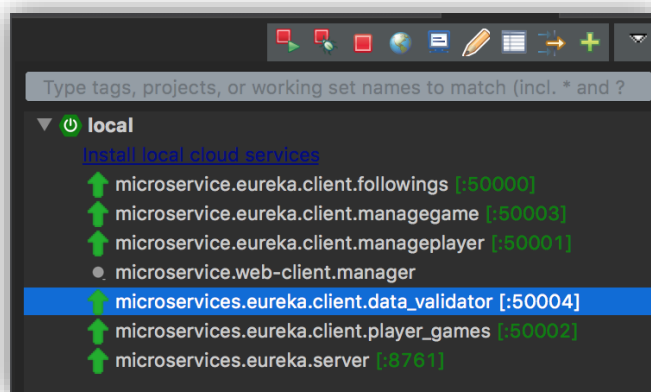 Type tags, projects, or working set names to match (incl. * and ?
local
Install local cloud services
microservice.eureka.client.followings [:50000]
microservice.eureka.client.managegame [:50003]
microservice.eureka.client.manageplayer [:50001]
microservice.web-client.manager
microservices.eureka.client.data_validator [:50004]
microservices.eureka.client.player_games [:50002]
microservices.eureka.server [:8761]